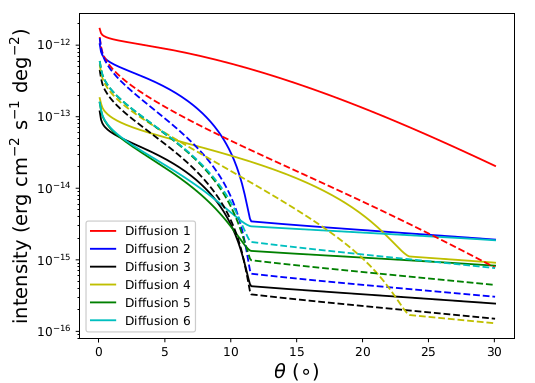 intensity (erg cm⁻² s⁻¹ deg⁻²)
10⁻¹²
10⁻¹³
10⁻¹⁴
10⁻¹⁵
10⁻¹⁶
Diffusion 1
Diffusion 2
Diffusion 3
Diffusion 4
Diffusion 5
Diffusion 6
0 5 10 15 20 25 30
θ (∘)